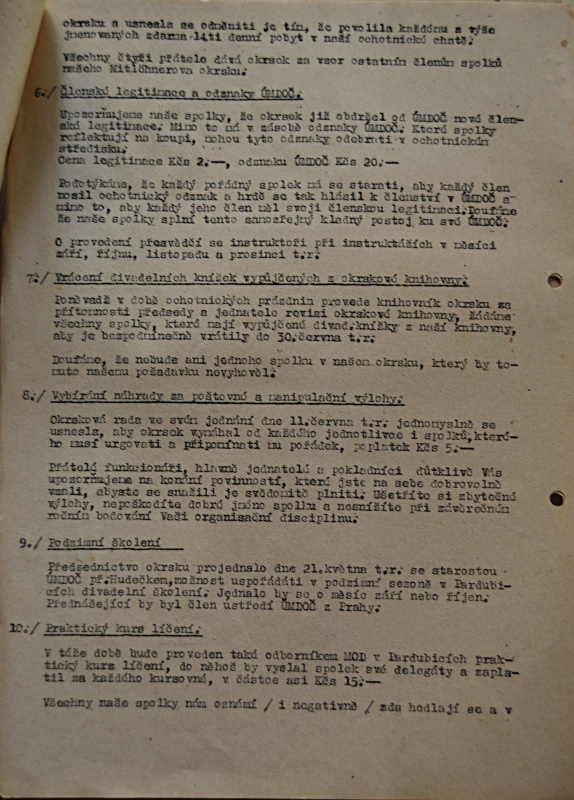 okrsku a usnesla se odměniti je tím, že povolila každému z výše
jmenovaných zdarma 14ti denní pobyt v naší ochotnické chatě.
Všechny čtyři přátele dává okrsek za vzor ostatním členům spolků
našeho Mitlöhnerova okrsku.
6./ Členské legitimace a odznaky ÚMDOČ.
Upozorňujeme naše spolky, že okrsek již obdržel od ÚMDOČ nové člen-
ské legitimace. Mimo to má v zásobě odznaky ÚMDOČ. Které spolky
reflektují na koupi, mohou tyto odznaky odebrati v ochotnickém
středisku.
Cena legitimace Kčs 2.— , odznaku ÚMDOČ Kčs 20.—
Podotýkáme, že každý pořádný spolek má se starati, aby každý člen
nosil ochotnický odznak a hrdě se tak hlásil k členství v ÚMDOČ a-
mimo to, aby každý jeho člen měl svoji členskou legitimaci. Doufáme
že naše spolky splní tento samozřejmý kladný postoj ku své ÚMDOČ.
O provedení přesvědčí se instruktoři při instruktážích v měsíci
září, říjnu, listopadu a prosinci t.r.
7./ Vrácení divadelních knížek vypůjčených z okrskové knihovny.
Poněvadž v době ochotnických prázdnin provede knihovník okrsku za
přítomnosti předsedy a jednatele revisi okrskové knihovny, žádáme
všechny spolky, které mají vypůjčené divad.knížky z naší knihovny,
aby je bezpodmínečně vrátily do 30.června t.r.
Doufáme, že nebude ani jednoho spolku v našem okrsku, který by to-
muto našemu požadavku nevyhověl.
8./ Vybírání náhrady za poštovné a manipulační výlohy.
Okrsková rada ve svém jednání dne 11.června t.r. jednomyslně se
usnesla, aby okrsek vymáhal od každého jednotlivce i spolků, které-
ho musí urgovati a připomínati mu pořádek, poplatek Kčs 5.—
Přátelé funkcionáři, hlavně jednatelé a pokladníci důtklivě Vás
upozorňujeme na konání povinností, které jste na sebe dobrovolně
vzali, abyste se snažili je svědomitě plniti. Ušetříte si zbytečné
výlohy, nepoškodíte dobré jméno spolku a nesnížíte při závěrečném
ročním bodování Vaši organisační disciplinu.
9./ Podzimní školení
Předsednictvo okrsku projednalo dne 21.května t.r. se starostou
ÚMDOČ př.Hudečkem,možnost uspořádáti v podzimní sezoně v Pardubi-
cích divadelní školení. Jednalo by se o měsíc září nebo říjen.
Přednášející by byl člen ústředí ÚMDOČ z Prahy.
10./ Praktický kurs líčení.
V téže době bude proveden také odborníkem MOD v Pardubicích prak-
tický kurs líčení, do něhož by vyslal spolek své delegáty a zapla-
til za každého kursovné, v částce asi Kčs 15.—
Všechny naše spolky nám oznámí / i negativně / zda hodlají se a v